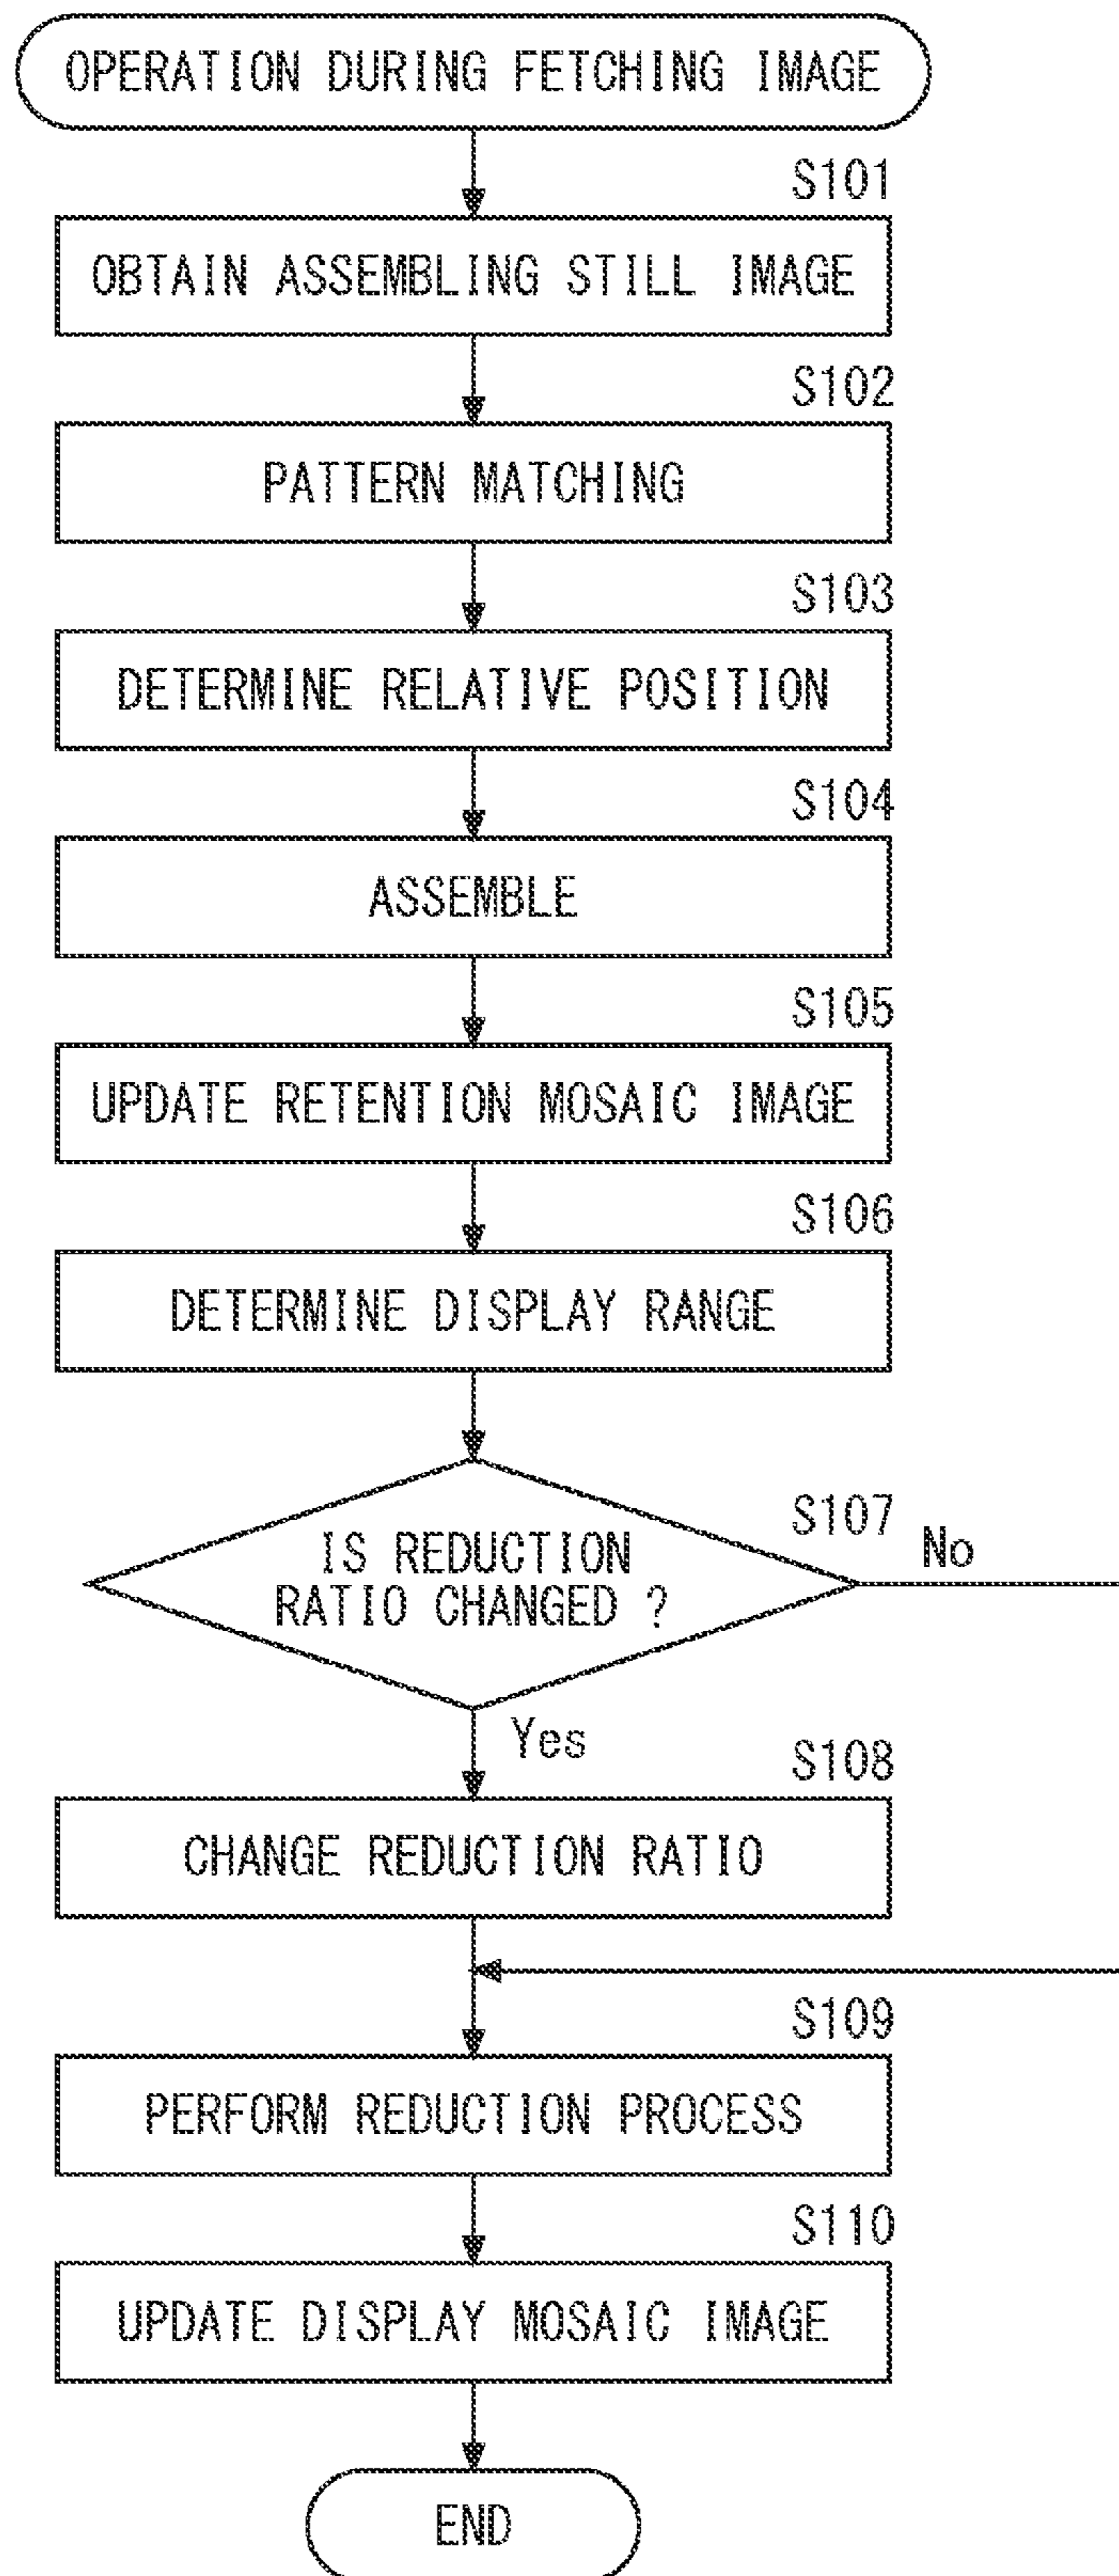 OPERATION DURING FETCHING IMAGE
S101
OBTAIN ASSEMBLING STILL IMAGE
S102
PATTERN MATCHING
S103
DETERMINE RELATIVE POSITION
S104
ASSEMBLE
S105
UPDATE RETENTION MOSAIC IMAGE
S106
DETERMINE DISPLAY RANGE
S107
IS REDUCTION
RATIO CHANGED ?
No
Yes
S108
CHANGE REDUCTION RATIO
S109
PERFORM REDUCTION PROCESS
S110
UPDATE DISPLAY MOSAIC IMAGE
END